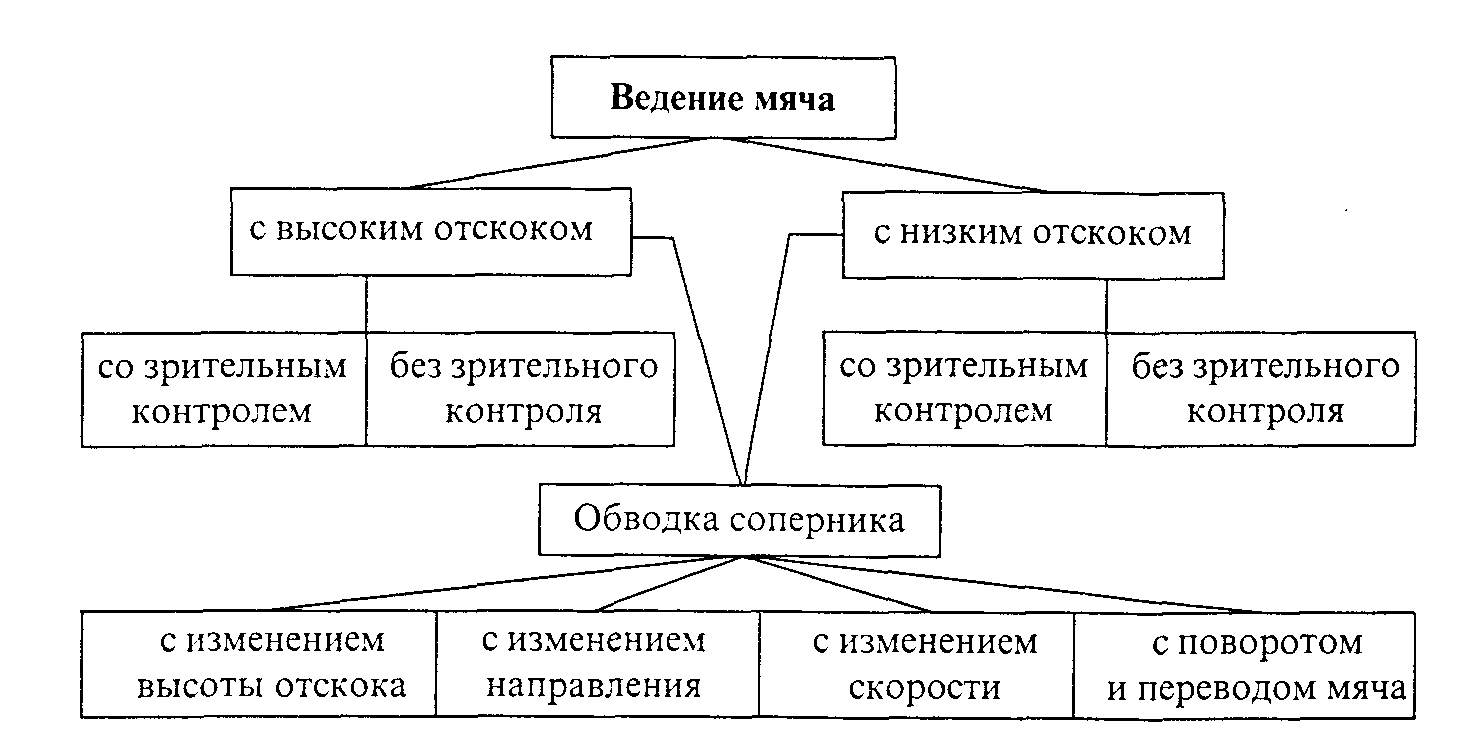 Ведение мяча
с высоким отскоком
с низким отскоком
со зрительным
контролем
без зрительного
контроля
со зрительным
контролем
без зрительного
контроля
Обводка соперника
с изменением
высоты отскока
с изменением
направления
с изменением
скорости
с поворотом
и переводом мяча